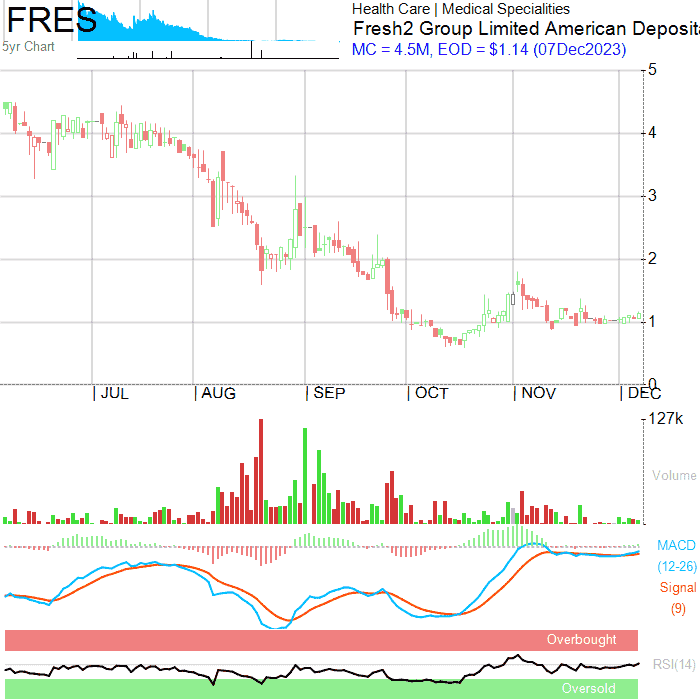 FRES
5yr Chart
Health Care | Medical Specialities
Fresh2 Group Limited American Deposit
MC = 4.5M, EOD = $1.14 (07Dec2023)
5
4
3
2
1
0
| JUL | AUG | SEP | OCT | NOV | DEC
127k
Volume
MACD
(12-26)
Signal
(9)
Overbought
RSI(14)
Oversold